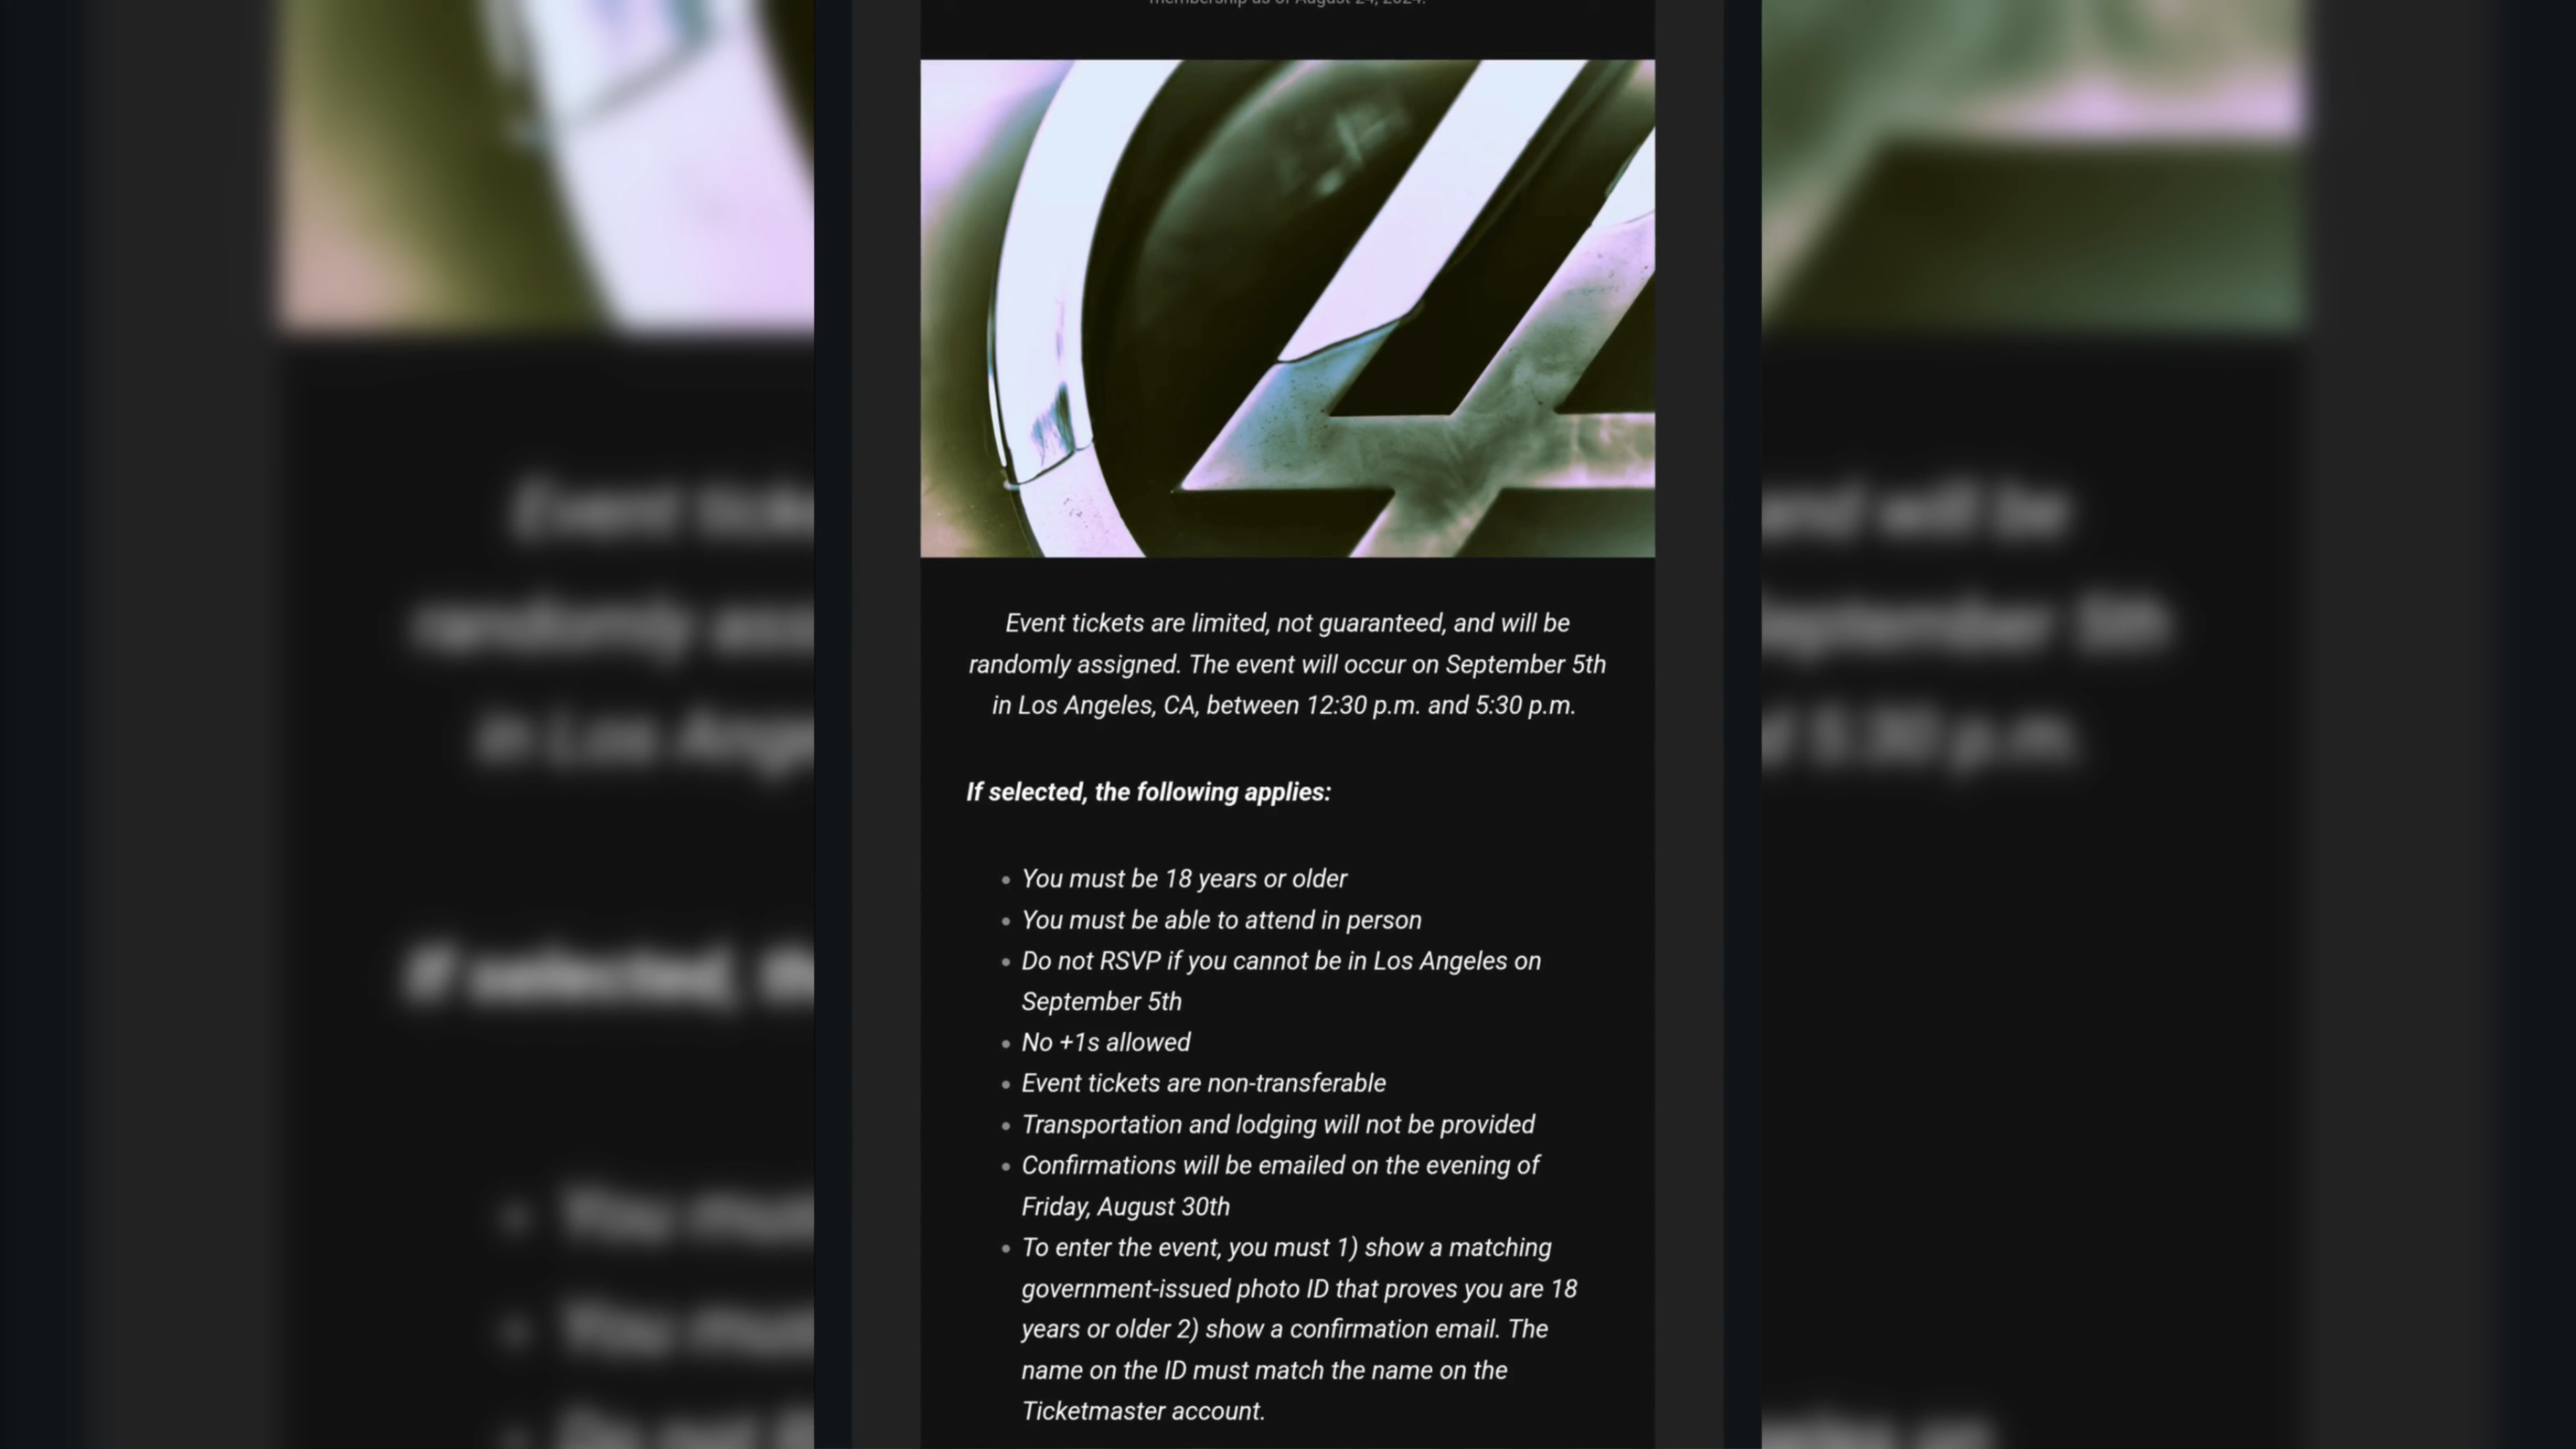 membership as of August 24, 2024.
Event tickets are limited, not guaranteed, and will be
randomly assigned. The event will occur on September 5th
in Los Angeles, CA, between 12:30 p.m. and 5:30 p.m.
If selected, the following applies:
• You must be 18 years or older
• You must be able to attend in person
• Do not RSVP if you cannot be in Los Angeles on
September 5th
• No +1s allowed
• Event tickets are non-transferable
• Transportation and lodging will not be provided
• Confirmations will be emailed on the evening of
Friday, August 30th
• To enter the event, you must 1) show a matching
government-issued photo ID that proves you are 18
years or older 2) show a confirmation email. The
name on the ID must match the name on the
Ticketmaster account.